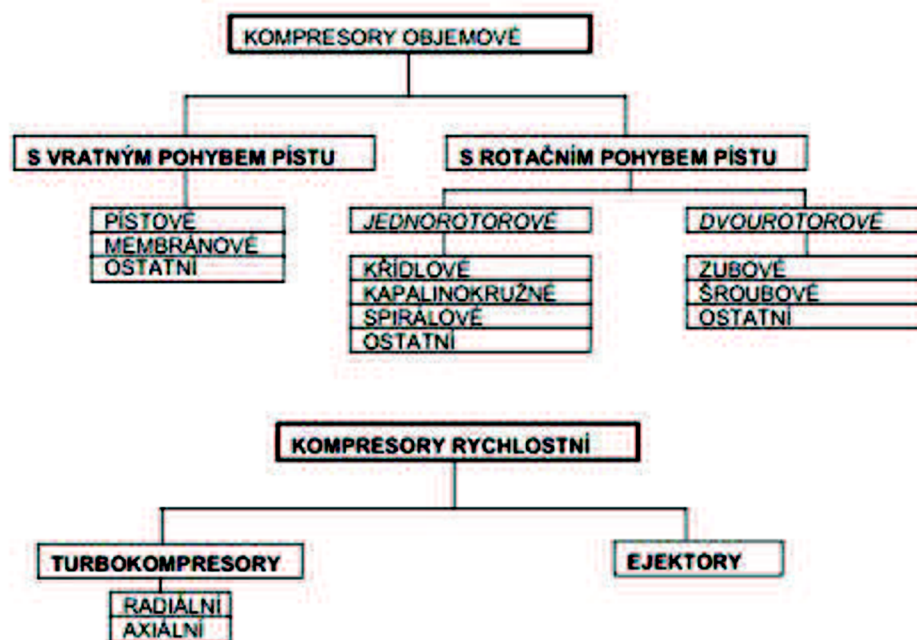 KOMPRESORY OBJEMOVÉ
S VRATNÝM POHYBEM PÍSTU
S ROTAČNÍM POHYBEM PÍSTU
PÍSTOVÉ
MEMBRÁNOVÉ
OSTATNÍ
JEDNOROTOROVÉ
KŘÍDLOVÉ
KAPALINOKRUŽNÉ
SPIRÁLOVÉ
OSTATNÍ
DVOUROTOROVÉ
ZUBOVÉ
ŠROUBOVÉ
OSTATNÍ
KOMPRESORY RYCHLOSTNÍ
TURBOKOMPRESORY
RADIÁLNÍ
AXIÁLNÍ
EJEKTORY